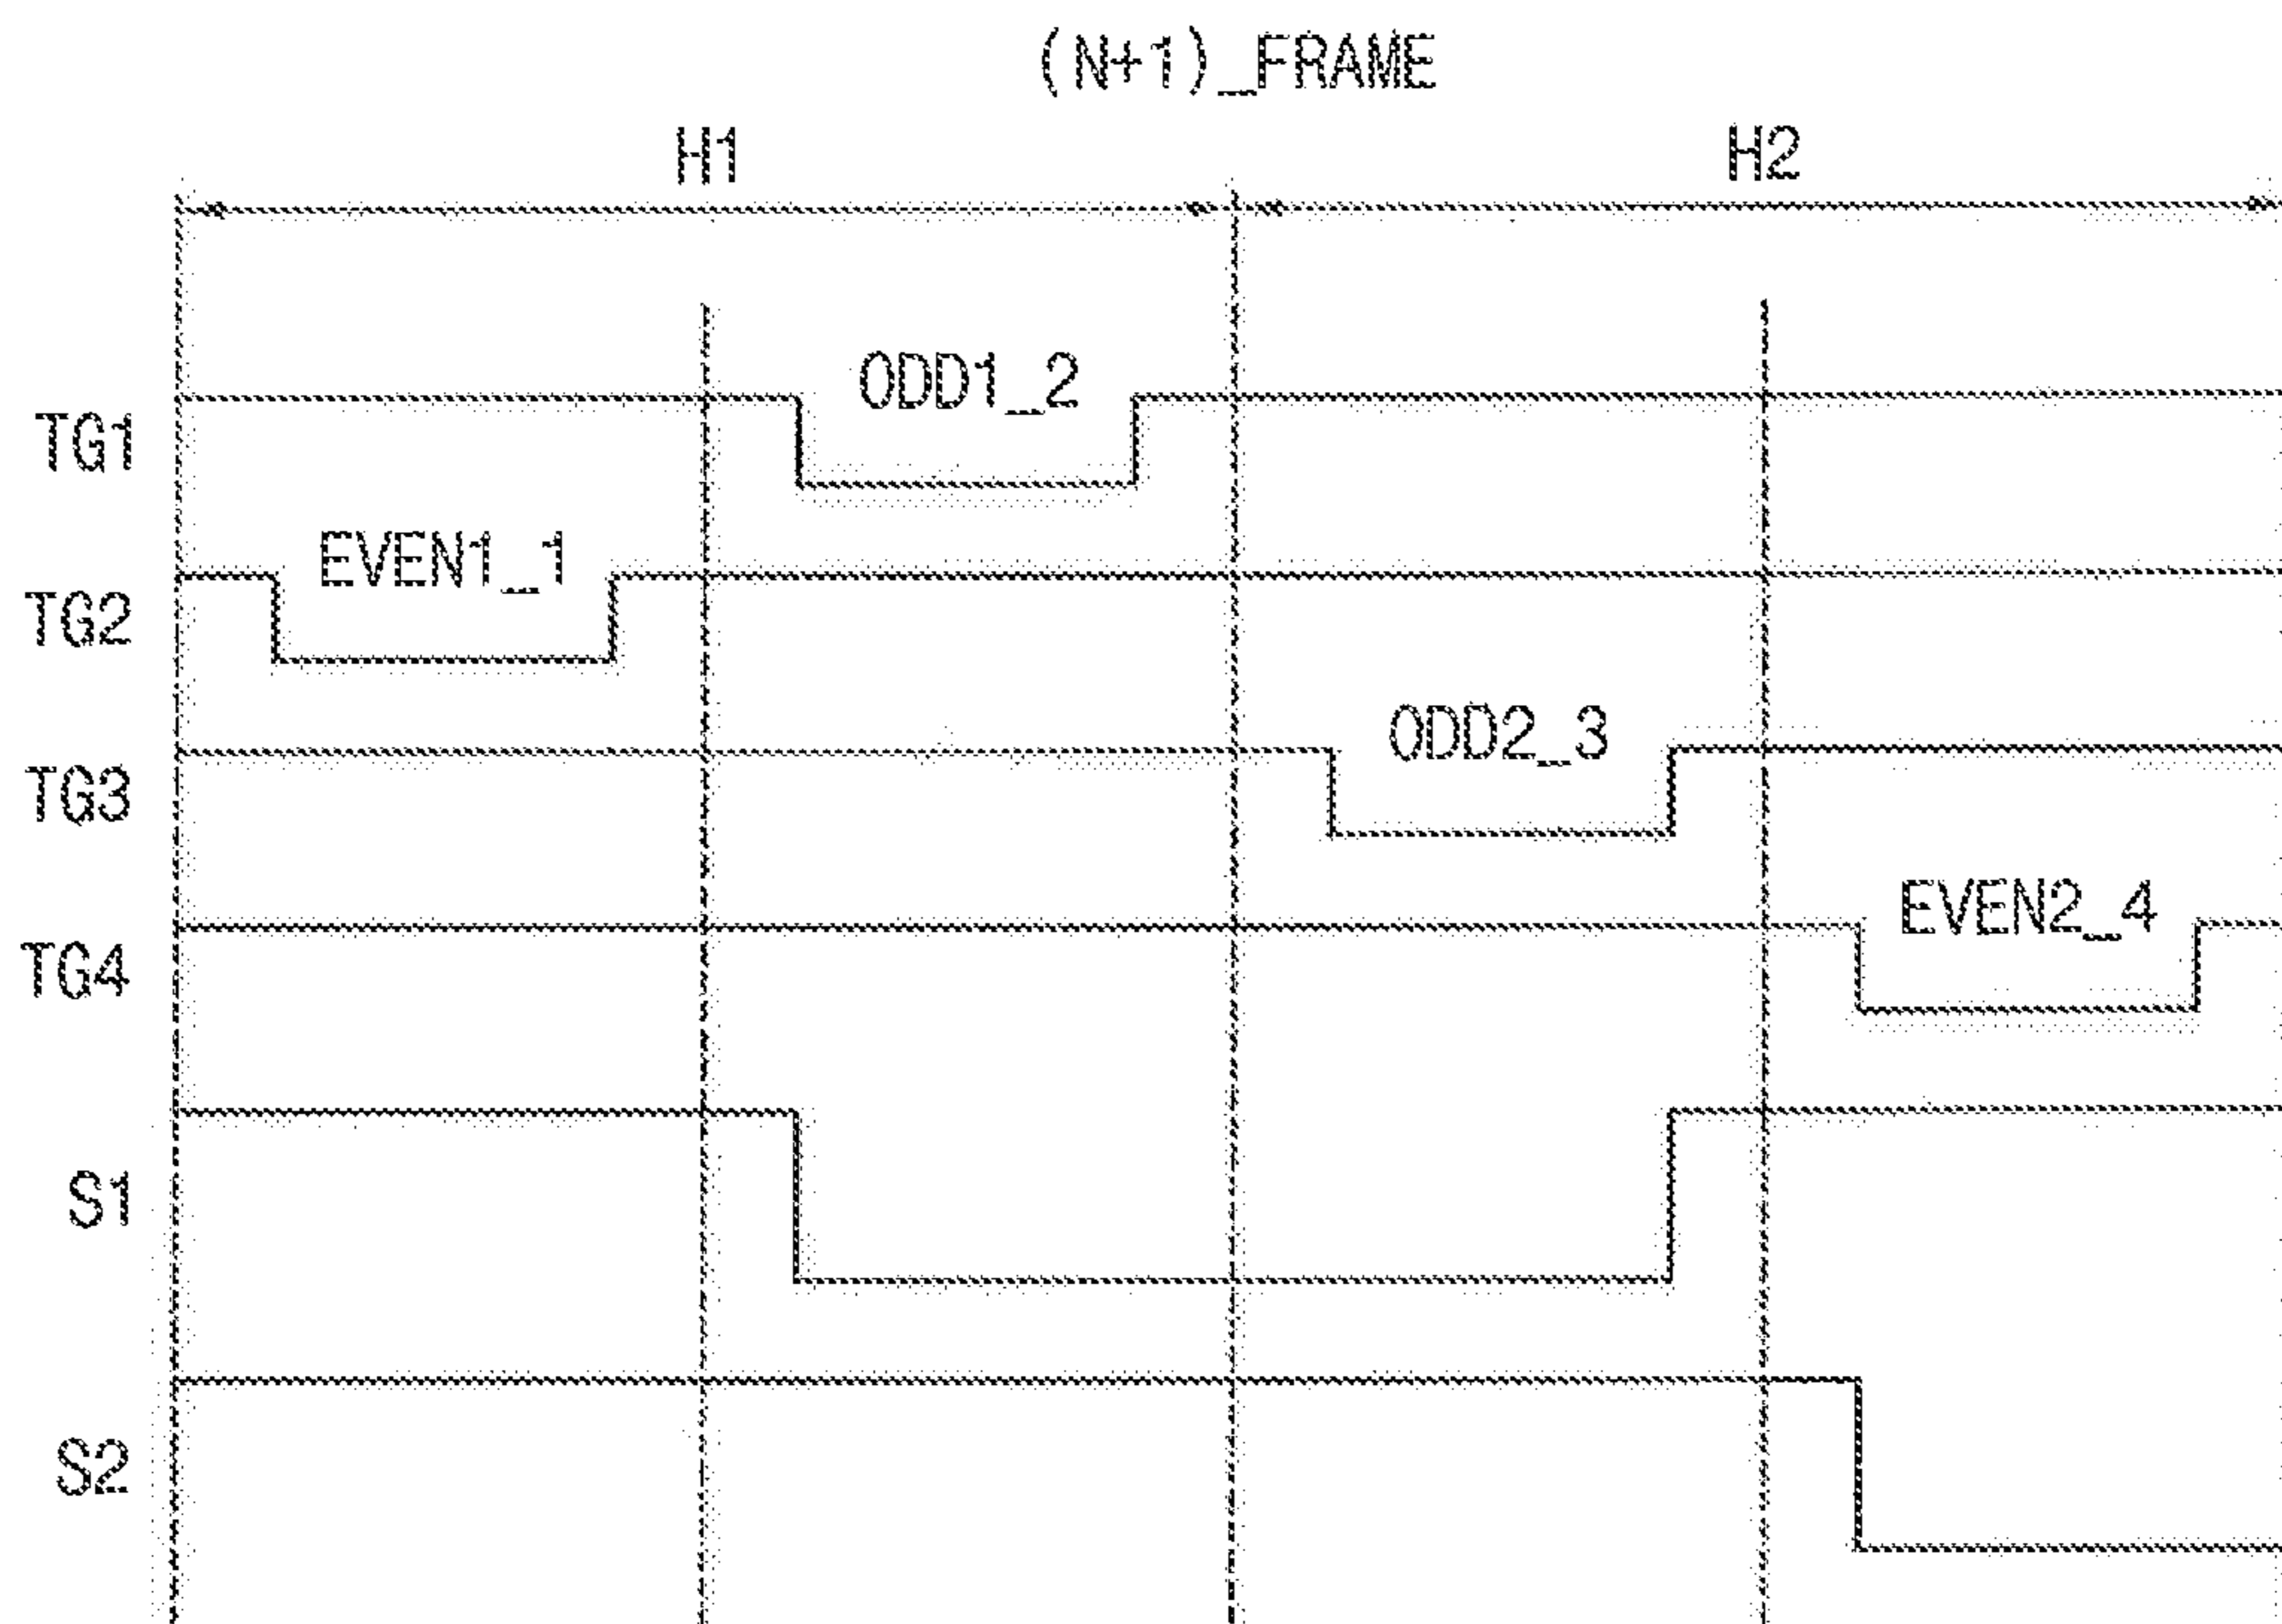 (N+1)_FRAME
H1
H2
ODD1_2
TG1
EVEN1_1
TG2
ODD2_3
TG3
EVEN2_4
TG4
S1
S2